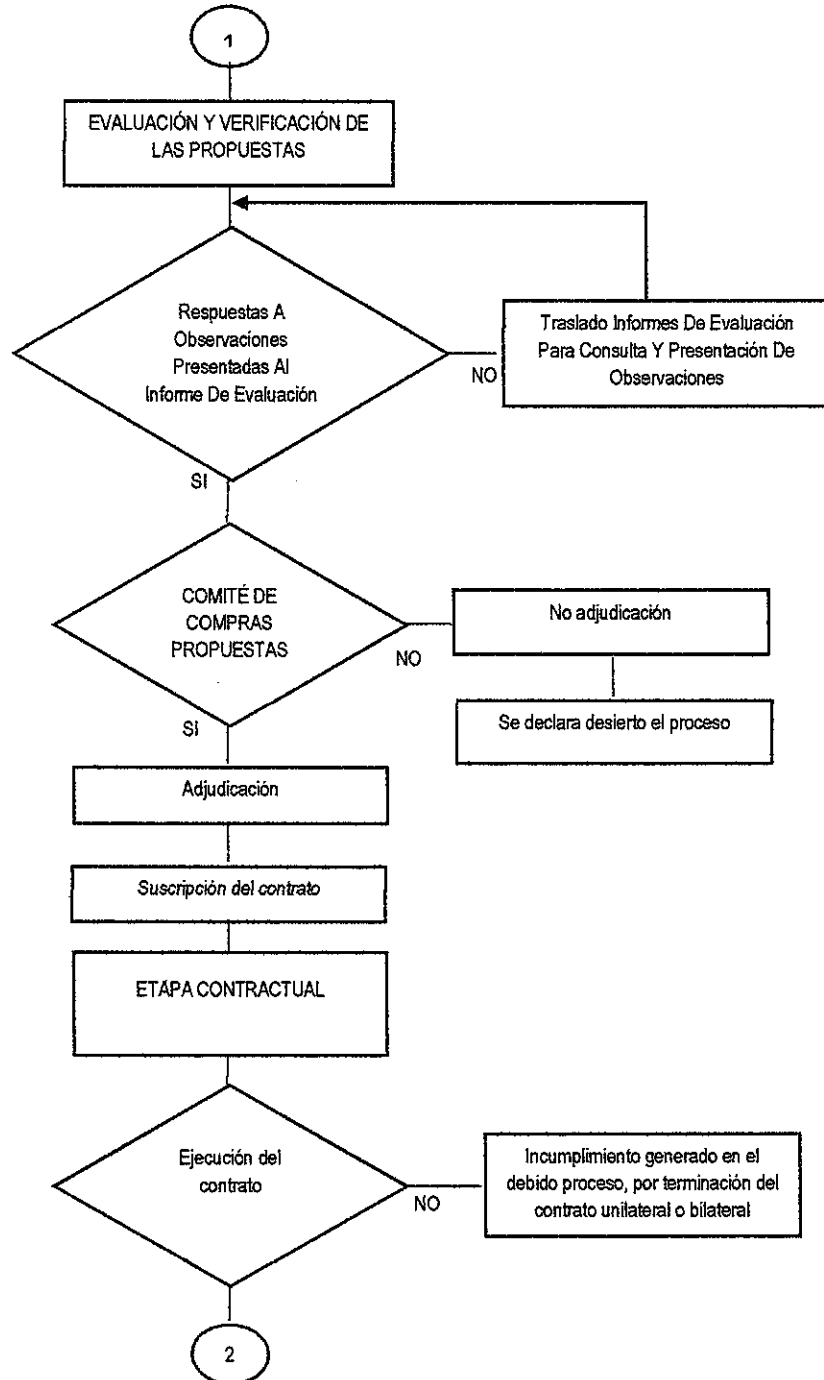 1
EVALUACIÓN Y VERIFICACIÓN DE
LAS PROPUESTAS
Respuestas A
Observaciones
Presentadas Al
Informe De Evaluación
NO
Traslado Informes De Evaluación
Para Consulta Y Presentación De
Observaciones
SI
COMITÉ DE
COMPRAS
PROPUESTAS
NO
No adjudicación
Se declara desierto el proceso
SI
Adjudicación
Suscripción del contrato
ETAPA CONTRACTUAL
Ejecución del
contrato
NO
Incumplimiento generado en el
debido proceso, por terminación del
contrato unilateral o bilateral
2